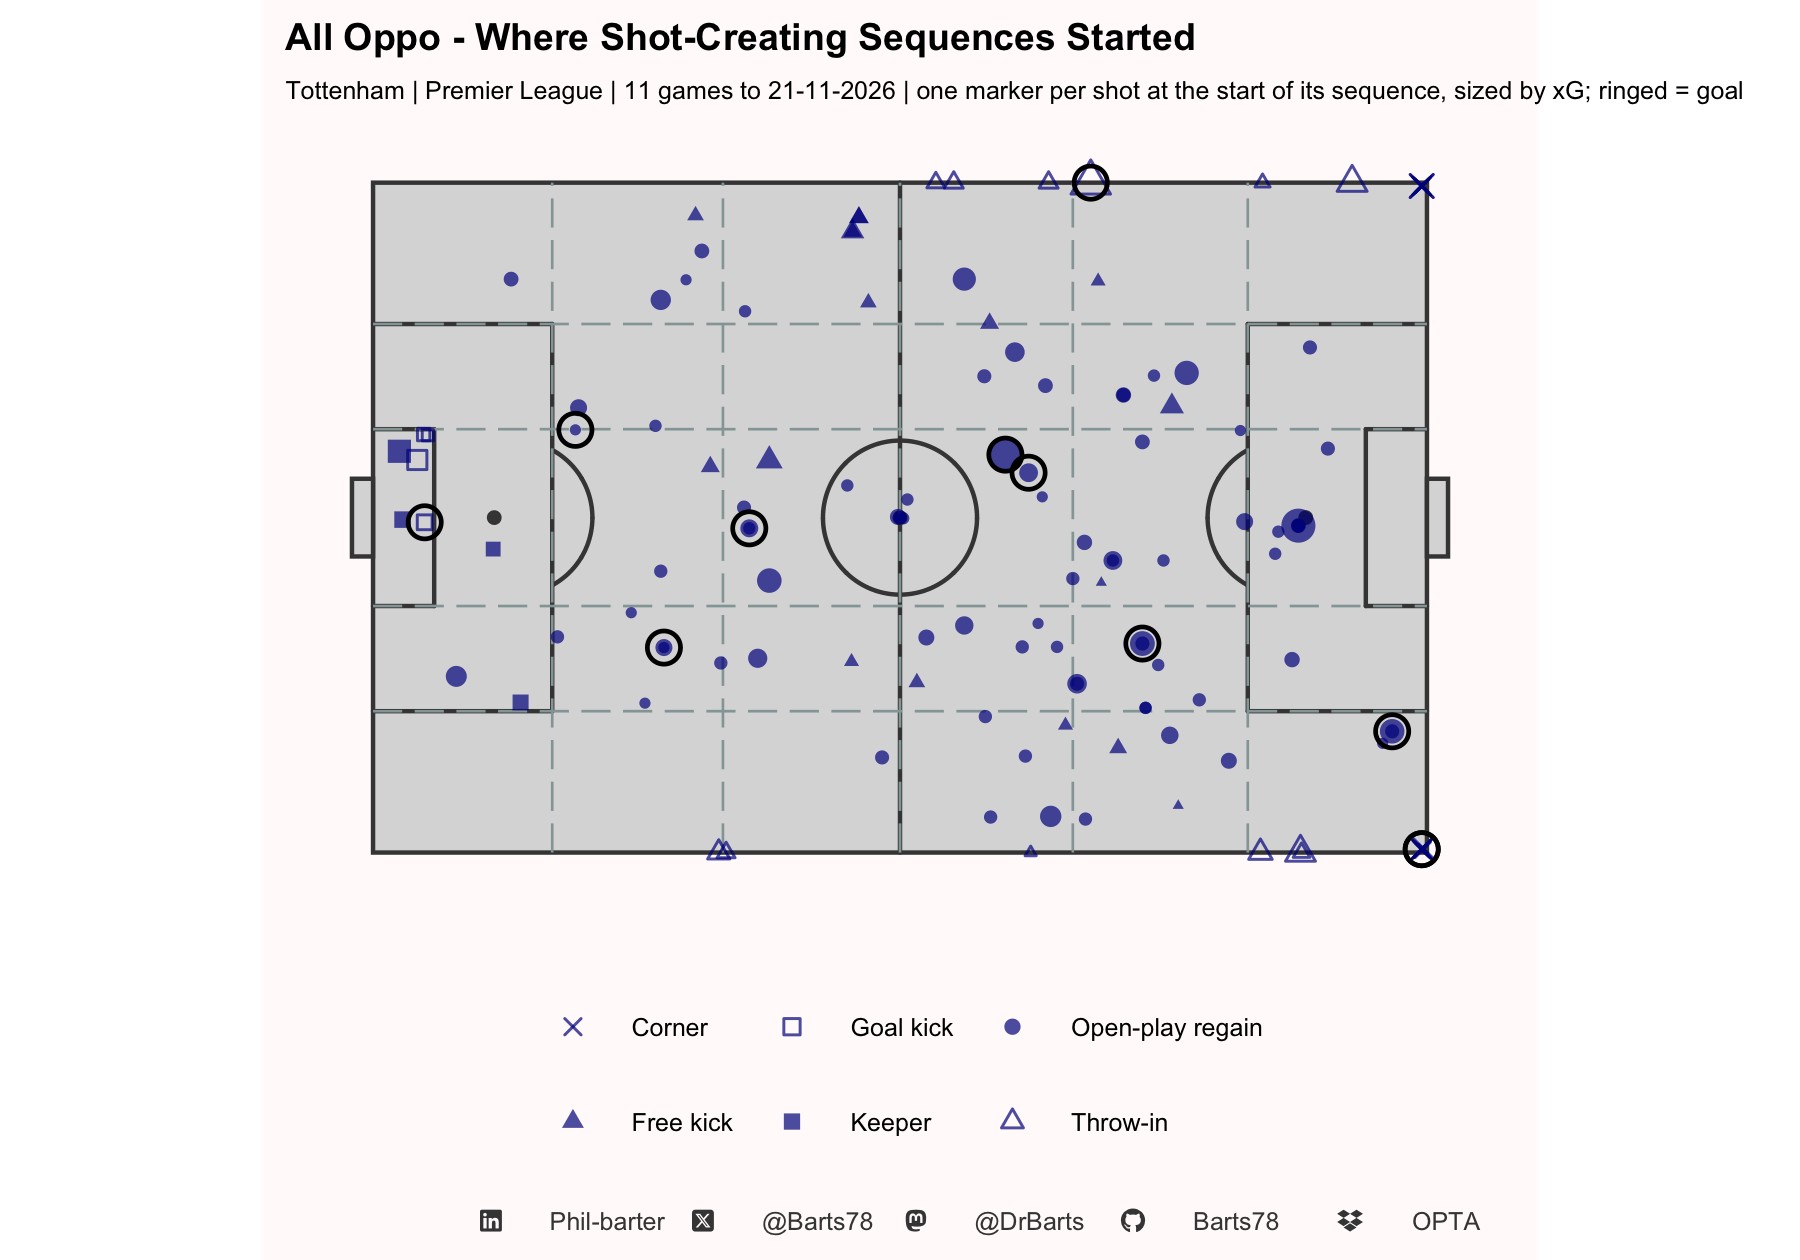 All Oppo - Where Shot-Creating Sequences Started
Tottenham | Premier League | 11 games to 21-11-2026 | one marker per shot at the start of its sequence, sized by xG; ringed = goal
Corner
Goal kick
Open-play regain
Free kick
Keeper
Throw-in
Phil-barter
@Barts78
@DrBarts
Barts78
OPTA